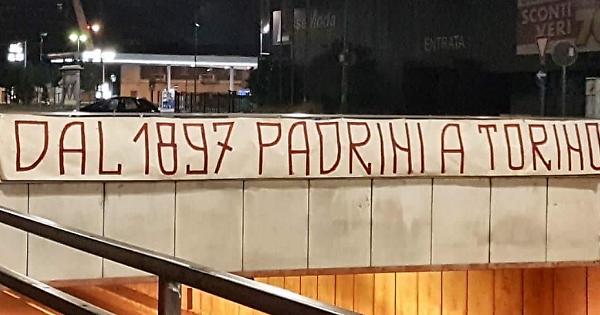 SCONTI
VERI
ENTRATA
DAL 1897 PADRINI A TORINO